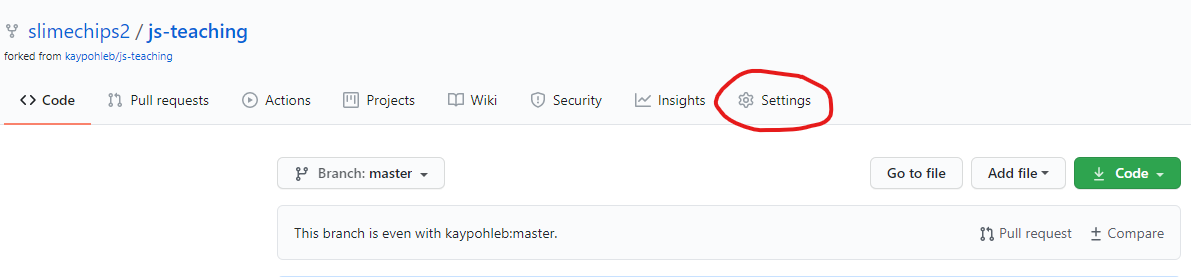 slimechips2 / js-teaching
forked from kaypohleb/js-teaching
Code Pull requests Actions Projects Wiki Security Insights Settings
Branch: master Go to file Add file Code
This branch is even with kaypohleb:master. Pull request Compare